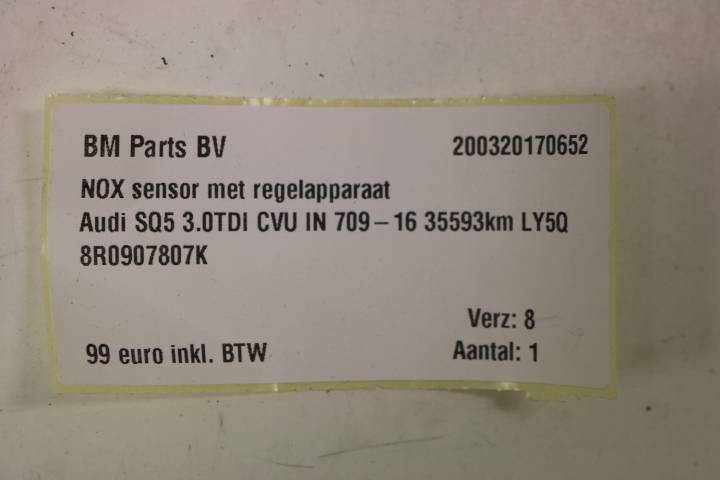 BM Parts BV 200320170652
NOX sensor met regelapparaat
Audi SQ5 3.0TDI CVU IN 709-16 35593km LY5Q
8R0907807K
Verz: 8
99 euro inkl. BTW Aantal: 1